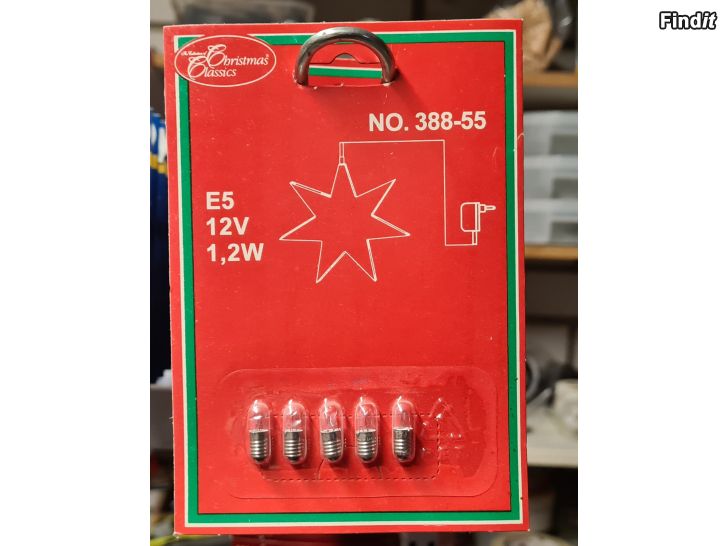 Findit
Christmas
Classics
NO. 388-55
E5
12V
1,2W